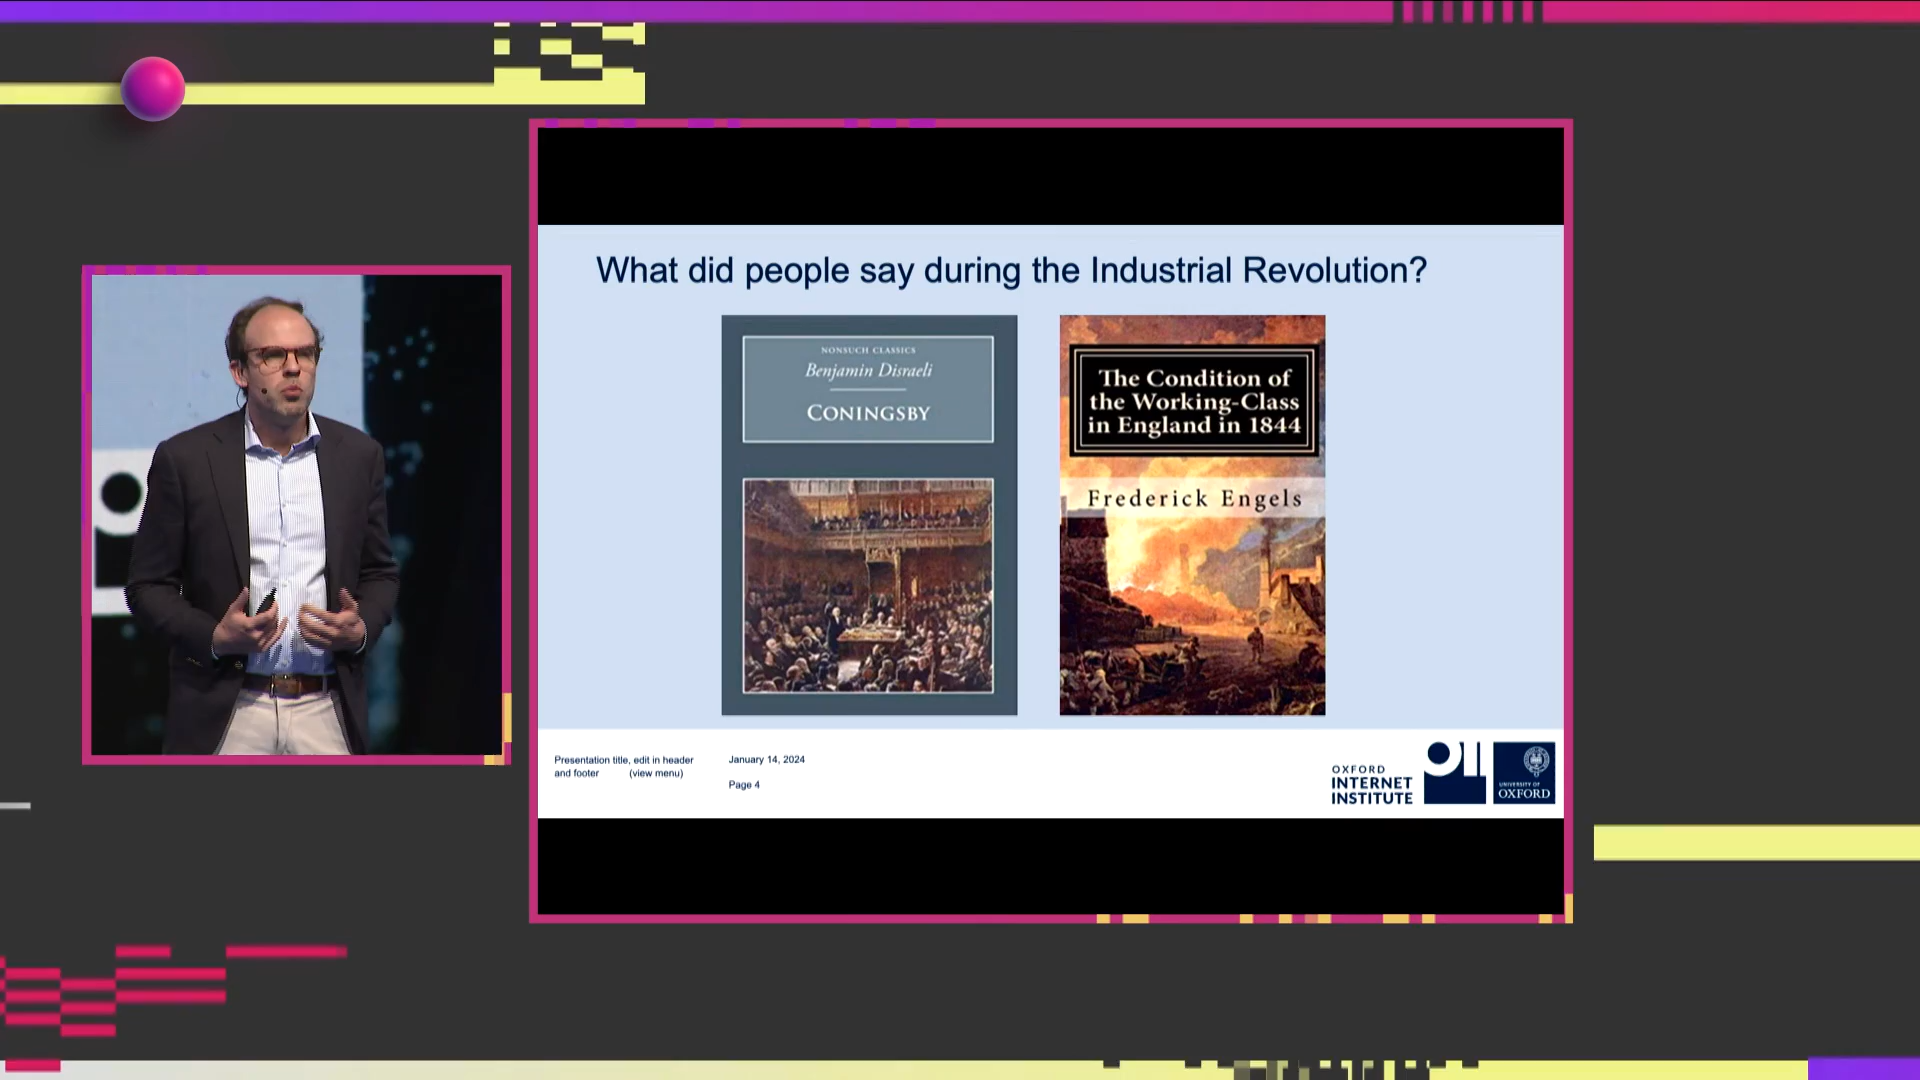 What did people say during the Industrial Revolution?
NONSUCH CLASSICS
Benjamin Disraeli
CONINGSBY
The Condition of
the Working-Class
in England in 1844
Frederick Engels
Presentation title, edit in header
and footer (view menu)
January 14, 2024
Page 4
OXFORD
INTERNET
INSTITUTE
OII
UNIVERSITY OF
OXFORD